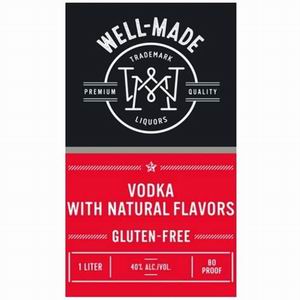 WELL-MADE
TRADEMARK
PREMIUM QUALITY
WM
LIQUORS
VODKA
WITH NATURAL FLAVORS
GLUTEN-FREE
1 LITER 40% ALC./VOL. 80 PROOF